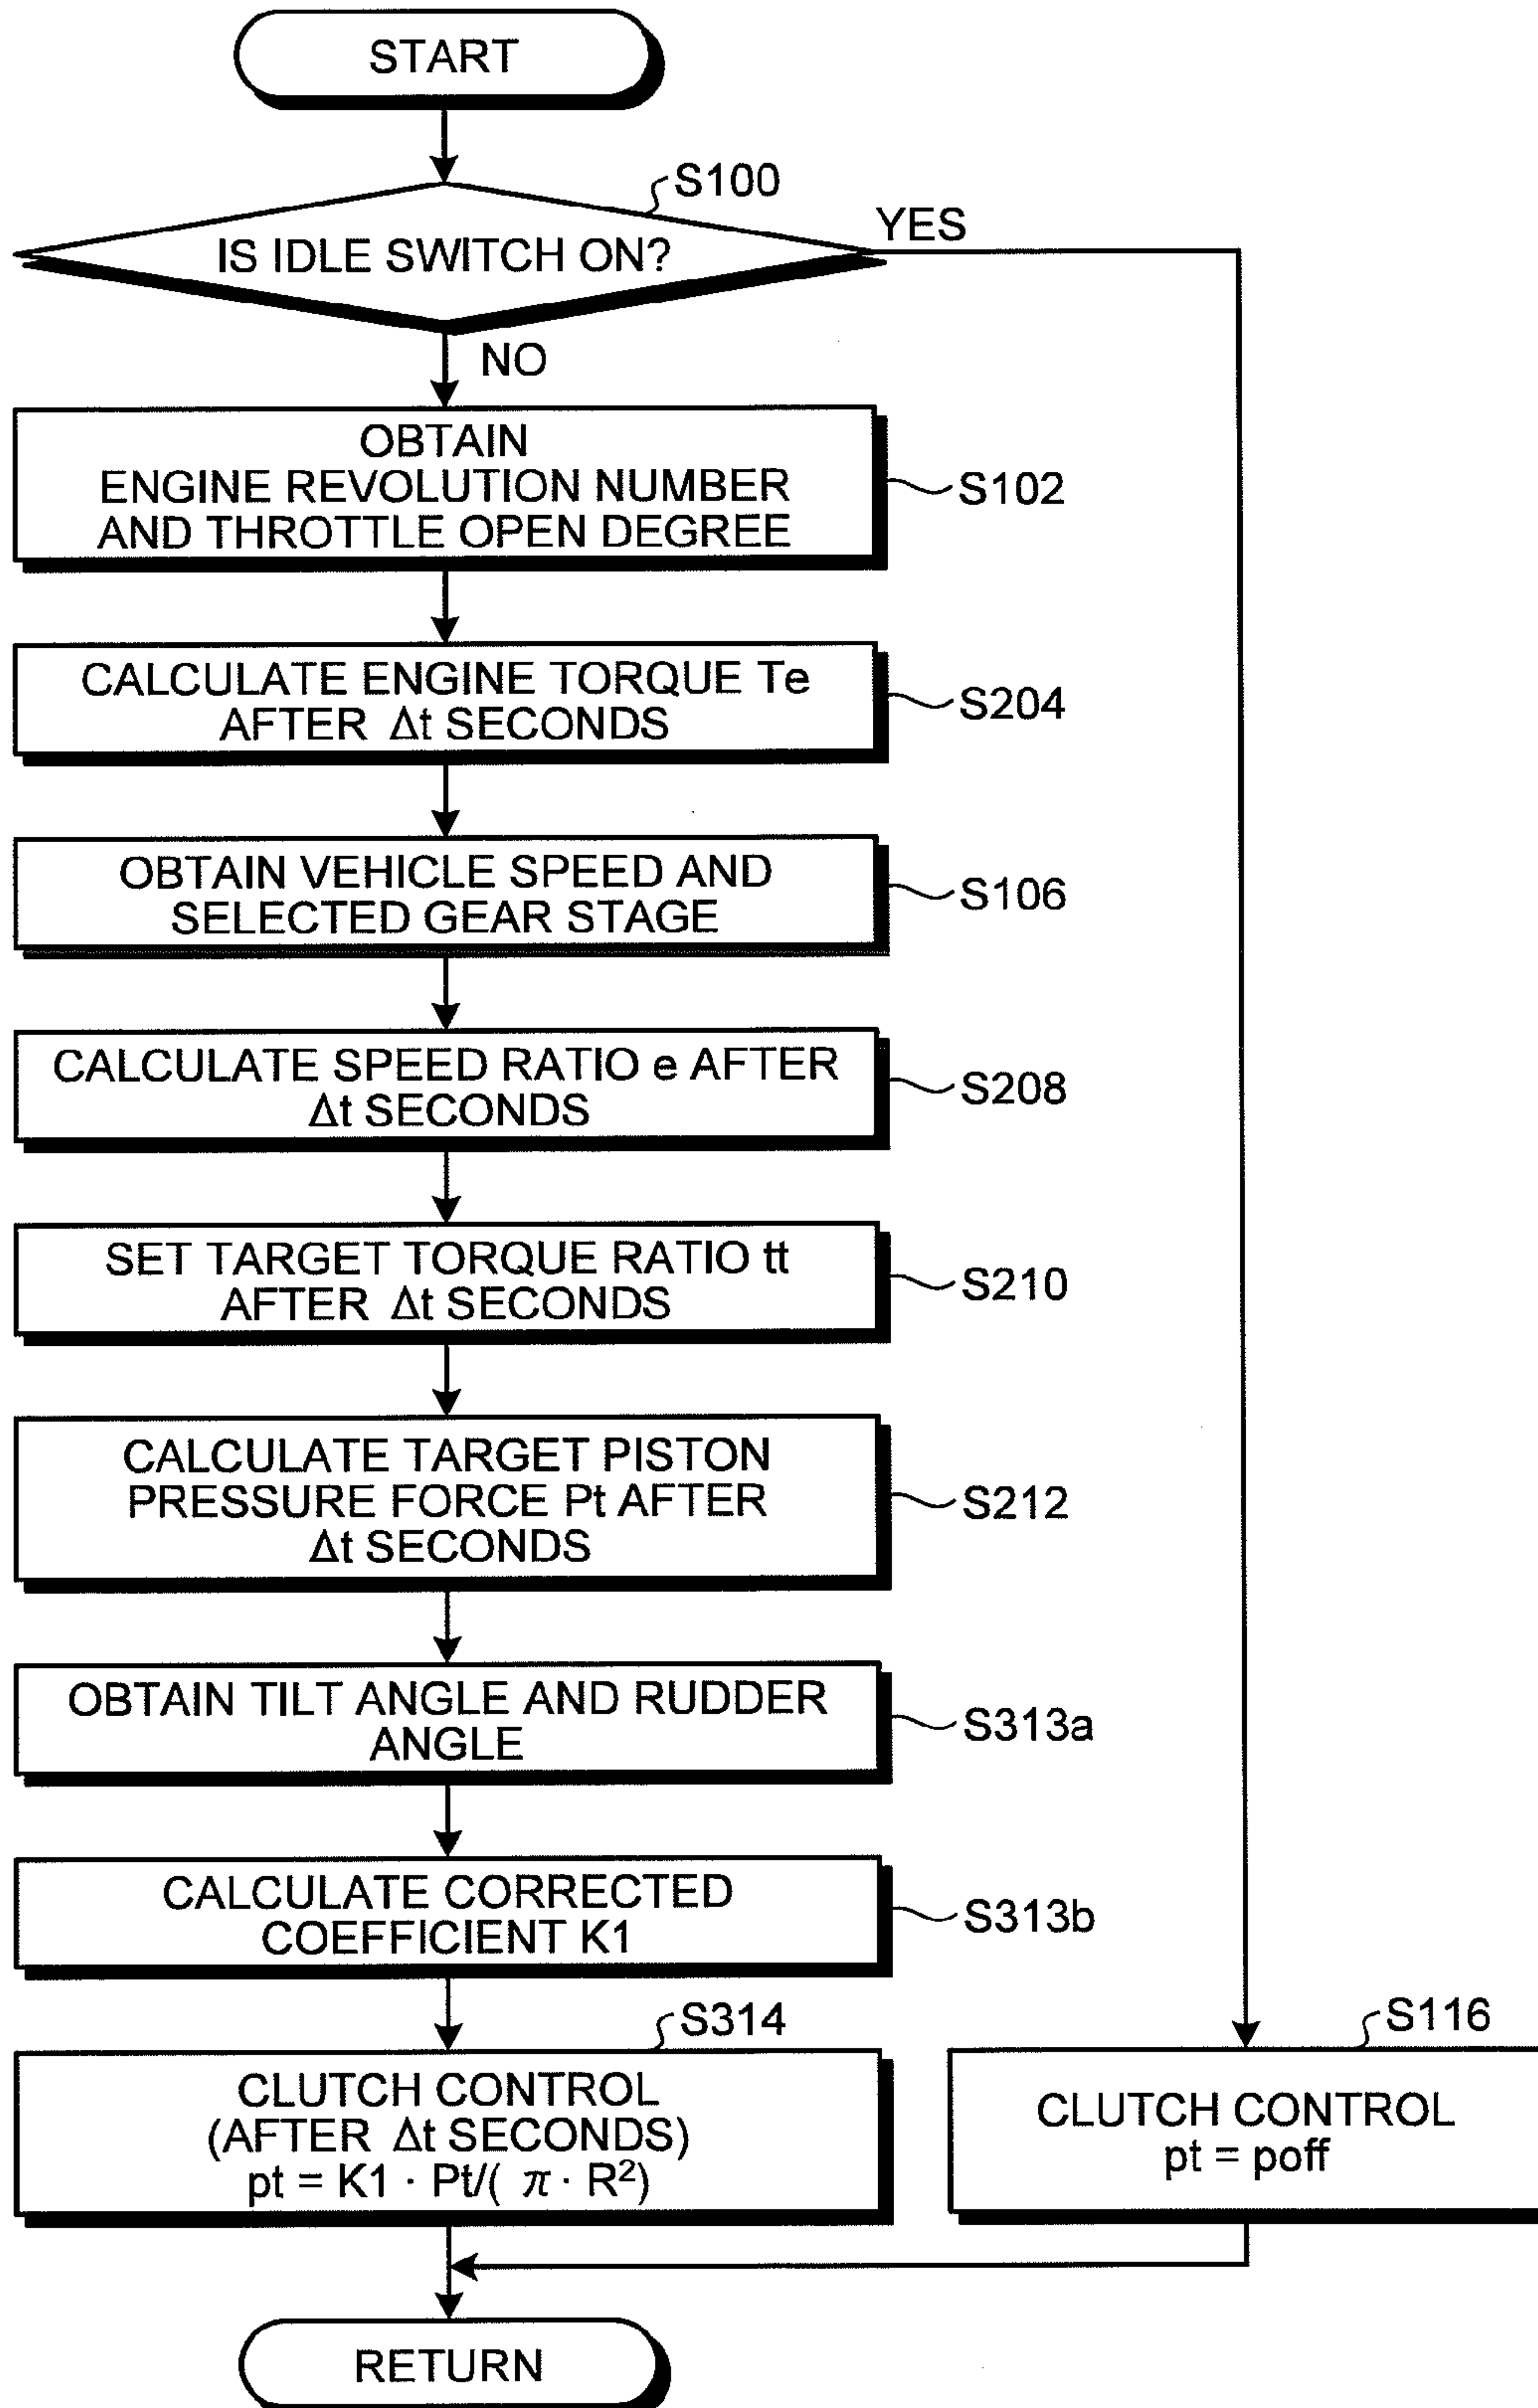 START
S100
IS IDLE SWITCH ON?
YES
NO
OBTAIN
ENGINE REVOLUTION NUMBER
AND THROTTLE OPEN DEGREE
S102
CALCULATE ENGINE TORQUE Te
AFTER Δt SECONDS
S204
OBTAIN VEHICLE SPEED AND
SELECTED GEAR STAGE
S106
CALCULATE SPEED RATIO e AFTER
Δt SECONDS
S208
SET TARGET TORQUE RATIO tt
AFTER Δt SECONDS
S210
CALCULATE TARGET PISTON
PRESSURE FORCE Pt AFTER
Δt SECONDS
S212
OBTAIN TILT ANGLE AND RUDDER
ANGLE
S313a
CALCULATE CORRECTED
COEFFICIENT K1
S313b
S314
CLUTCH CONTROL
(AFTER Δt SECONDS)
pt = K1 · Pt/( π · R²)
S116
CLUTCH CONTROL
pt = poff
RETURN